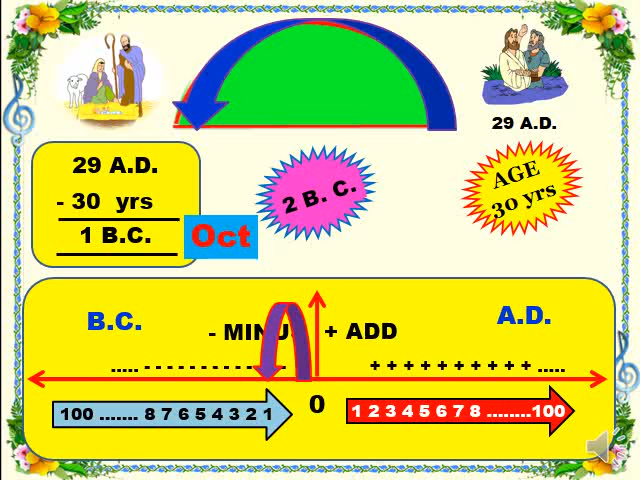 29 A.D.
29 A.D.
- 30 yrs
1 B.C.
Oct
2 B. C.
AGE
30 yrs
B.C.
- MINU
+ ADD
A.D.
..... - - - - - - - - - - - - -
+ + + + + + + + + + .....
100 ....... 8 7 6 5 4 3 2 1
0
1 2 3 4 5 6 7 8 ........100